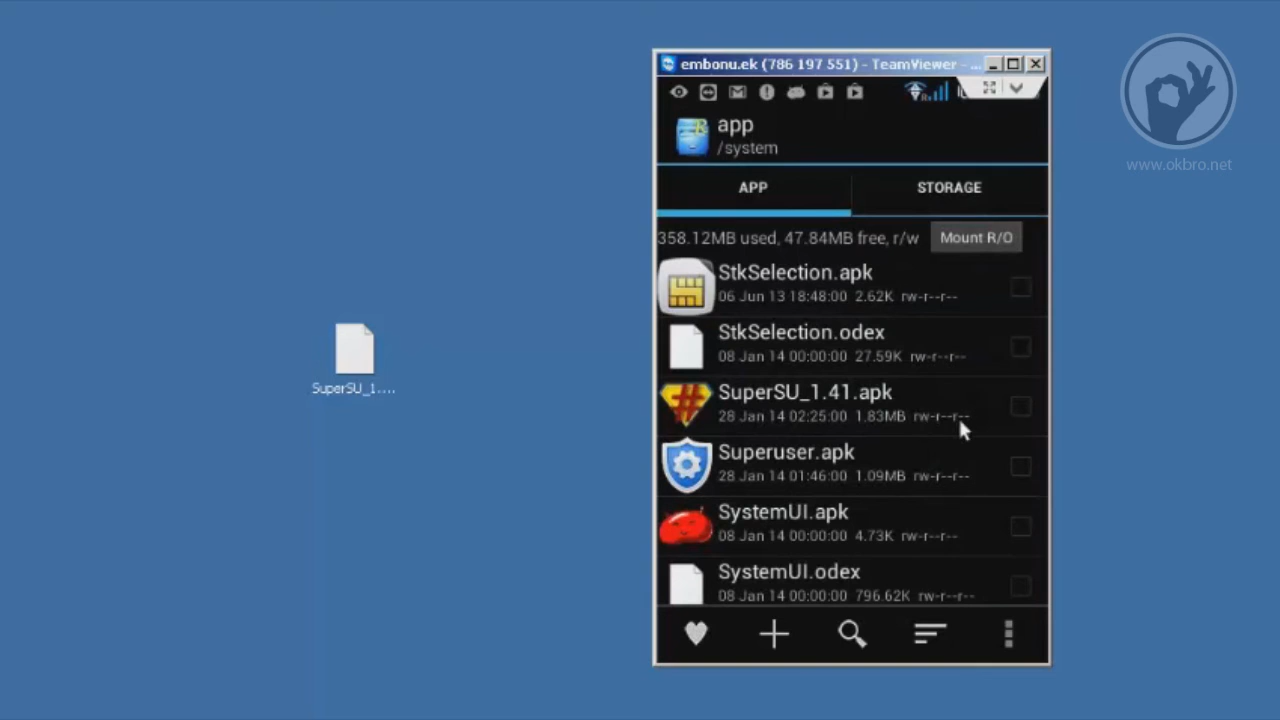 embonu.ek (786 197 551) - TeamViewer - ...
www.okbro.net
app
/system
APP
STORAGE
358.12MB used, 47.84MB free, r/w
Mount R/O
StkSelection.apk
06 Jun 13 18:48:00 2.62K rw-r--r--
StkSelection.odex
08 Jan 14 00:00:00 27.59K rw-r--r--
SuperSU_1....
SuperSU_1.41.apk
28 Jan 14 02:25:00 1.83MB rw-r--r--
Superuser.apk
28 Jan 14 01:46:00 1.09MB rw-r--r--
SystemUI.apk
08 Jan 14 00:00:00 4.73K rw-r--r--
SystemUI.odex
08 Jan 14 00:00:00 796.62K rw-r--r--